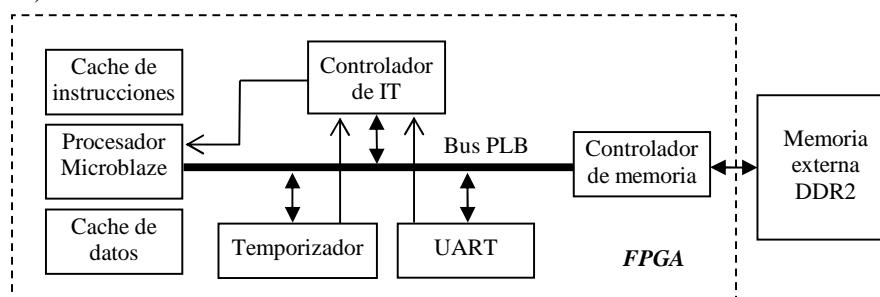 Cache de
instrucciones
Procesador
Microblaze
Cache de
datos
Controlador
de IT
Bus PLB
Temporizador
UART
Controlador
de memoria
FPGA
Memoria
externa
DDR2